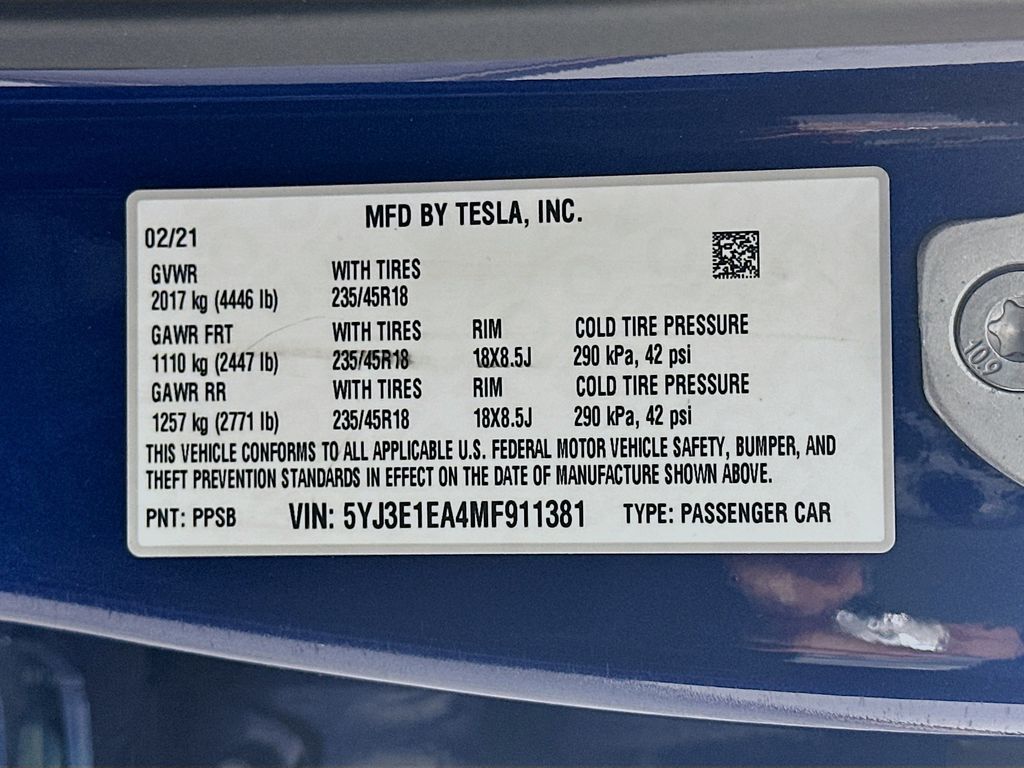 MFD BY TESLA, INC.
02/21
GVWR WITH TIRES
2017 kg (4446 lb) 235/45R18
GAWR FRT WITH TIRES RIM COLD TIRE PRESSURE
1110 kg (2447 lb) 235/45R18 18X8.5J 290 kPa, 42 psi
GAWR RR WITH TIRES RIM COLD TIRE PRESSURE
1257 kg (2771 lb) 235/45R18 18X8.5J 290 kPa, 42 psi
THIS VEHICLE CONFORMS TO ALL APPLICABLE U.S. FEDERAL MOTOR VEHICLE SAFETY, BUMPER, AND
THEFT PREVENTION STANDARDS IN EFFECT ON THE DATE OF MANUFACTURE SHOWN ABOVE.
PNT: PPSB VIN: 5YJ3E1EA4MF911381 TYPE: PASSENGER CAR
10.9